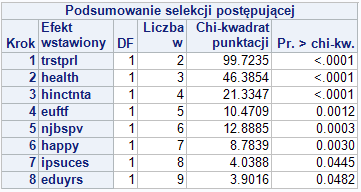 Podsumowanie selekcji postępującej
Krok Efekt wstawiony DF Liczba w Chi-kwadrat punktacji Pr. > chi-kw.
1 trstprl 1 2 99.7235 <.0001
2 health 1 3 46.3854 <.0001
3 hinctnta 1 4 21.3347 <.0001
4 euftf 1 5 10.4709 0.0012
5 njbspv 1 6 12.8885 0.0003
6 happy 1 7 8.7839 0.0030
7 ipsuces 1 8 4.0388 0.0445
8 eduyrs 1 9 3.9016 0.0482